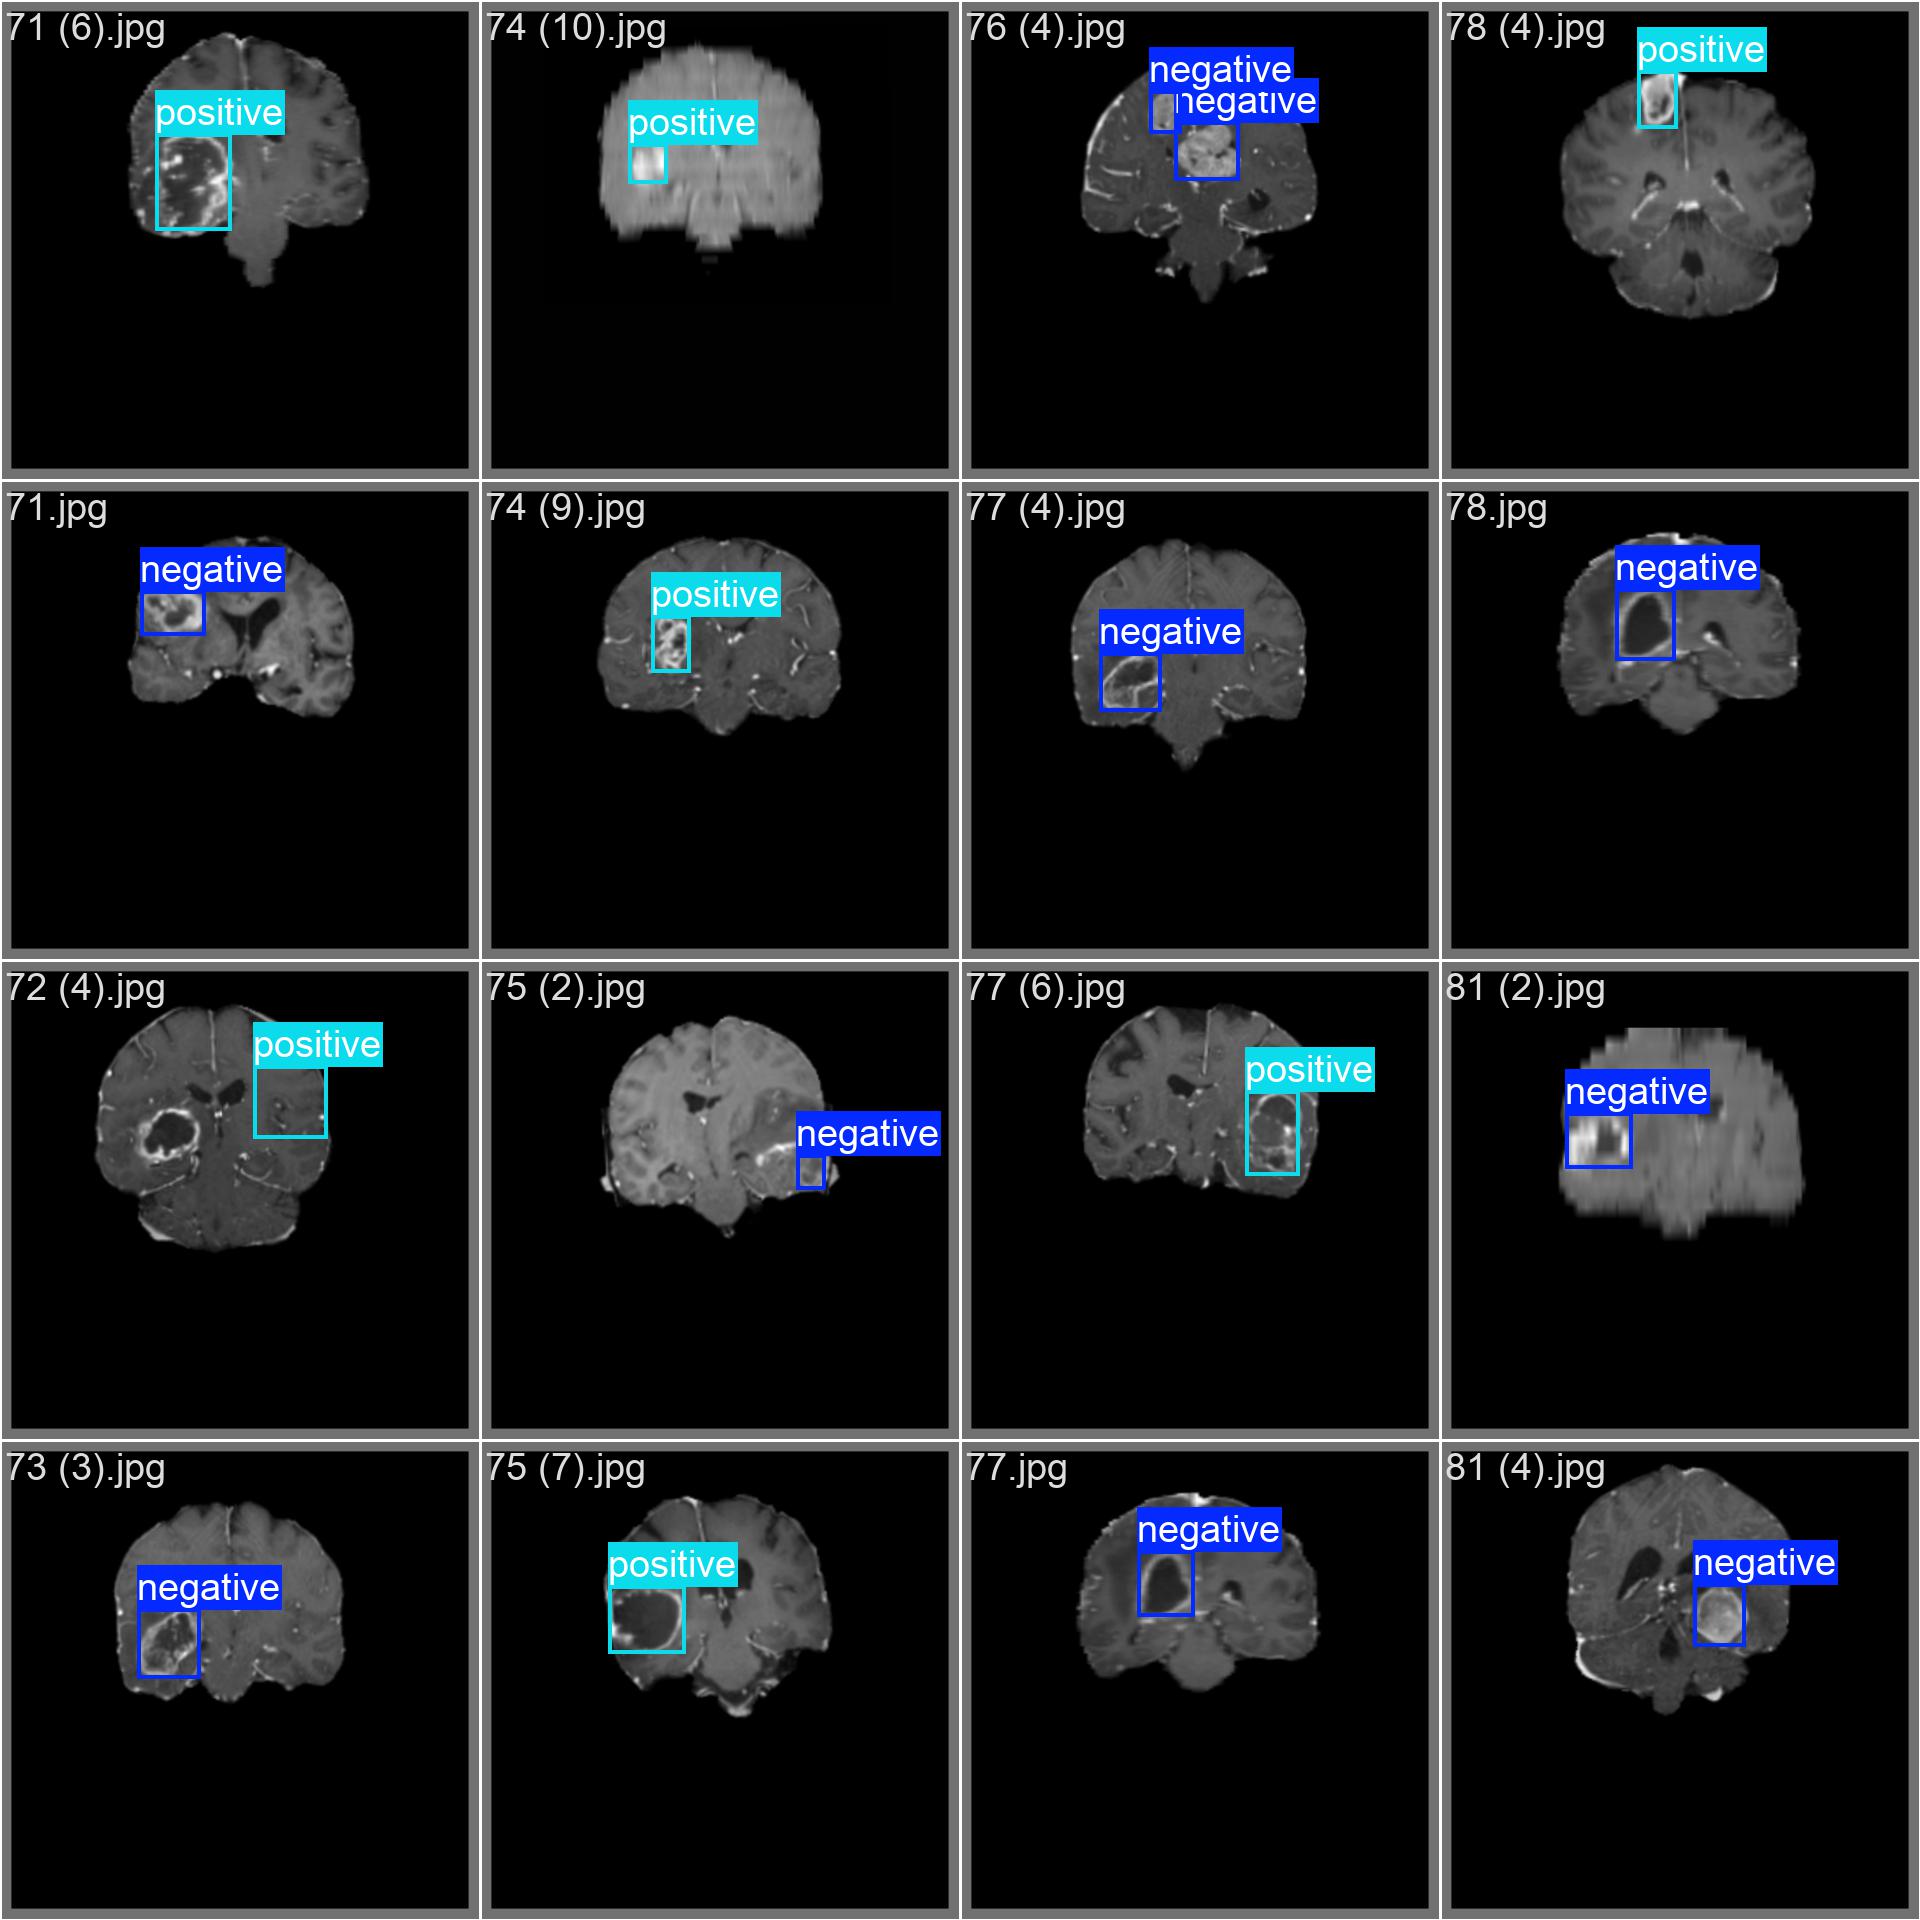 71 (6).jpg
positive
74 (10).jpg
positive
76 (4).jpg
negative
negative
78 (4).jpg
positive
71.jpg
negative
74 (9).jpg
positive
77 (4).jpg
negative
78.jpg
negative
72 (4).jpg
positive
75 (2).jpg
negative
77 (6).jpg
positive
81 (2).jpg
negative
73 (3).jpg
negative
75 (7).jpg
positive
77.jpg
negative
81 (4).jpg
negative